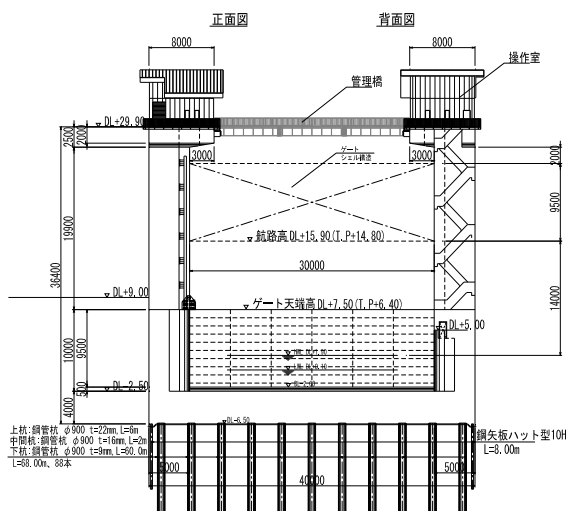 正面図
背面図
8000
8000
操作室
管理橋
DL+29.90
2500
2000
3000
ゲート
シェル構造
3000
2000
9500
19900
航路高DL+15.90(T.P+14.80)
36400
30000
14000
DL+9.00
ゲート天端高DL+7.50(T.P+6.40)
DL+5.00
10000
9500
DL-2.50
500
4000
DL-6.50
上杭:鋼管杭 φ900 t=22mm,L=6m
中間杭:鋼管杭 φ900 t=16mm,L=2m
下杭:鋼管杭 φ900 t=9mm,L=60.0m
L=68.00m、88本
鋼矢板ハット型10H
L=8.00m
5000
5000
40000